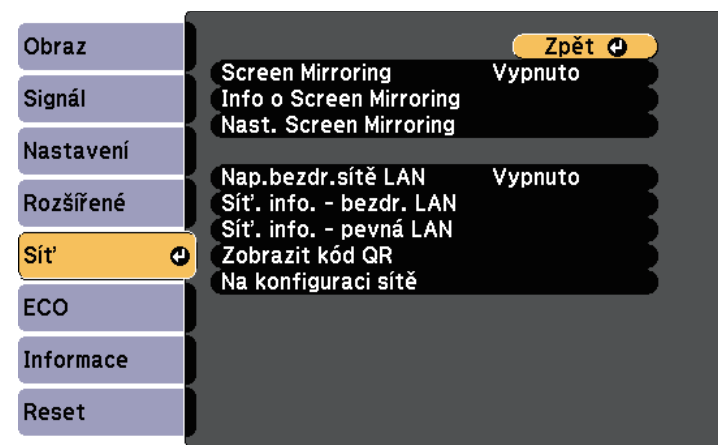 Obraz
Signál
Nastavení
Rozšířené
Síť
ECO
Informace
Reset
Zpět
Screen Mirroring Vypnuto
Info o Screen Mirroring
Nast. Screen Mirroring
Nap.bezdr.sítě LAN Vypnuto
Síť. info. - bezdr. LAN
Síť. info. - pevná LAN
Zobrazit kód QR
Na konfiguraci sítě